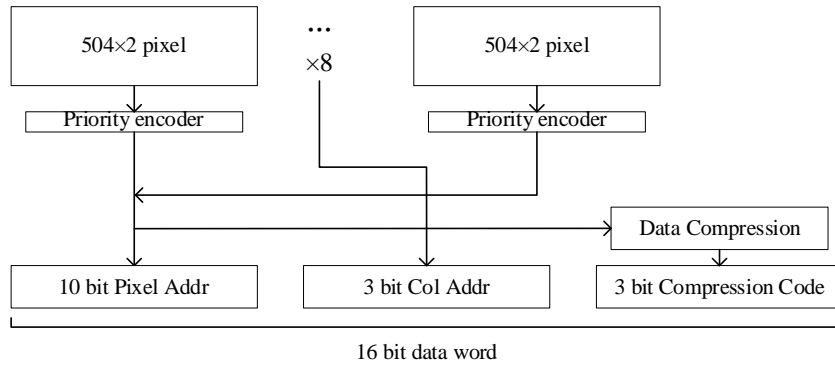 504×2 pixel
...
×8
504×2 pixel
Priority encoder
Priority encoder
Data Compression
10 bit Pixel Addr
3 bit Col Addr
3 bit Compression Code
16 bit data word